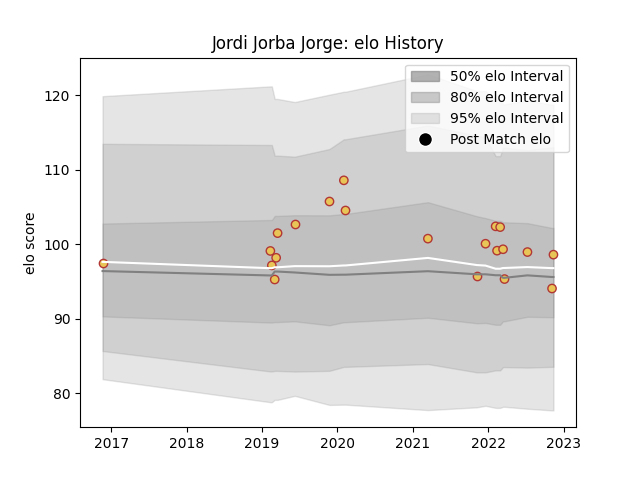 Jordi Jorba Jorge: elo History
50% elo Interval
80% elo Interval
95% elo Interval
Post Match elo
elo score
120
110
100
90
80
2017 2018 2019 2020 2021 2022 2023